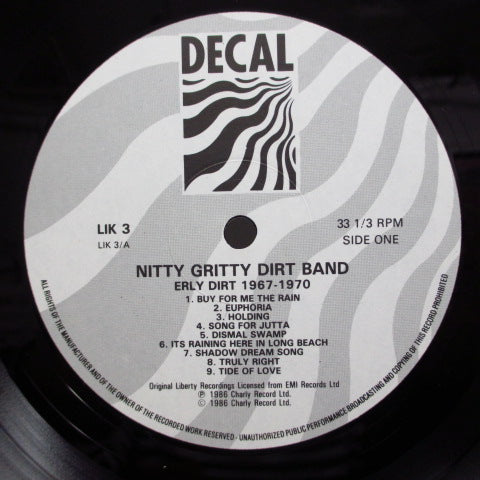 DECAL
LIK 3
LIK 3/A
33 1/3 RPM
SIDE ONE
NITTY GRITTY DIRT BAND
ERLY DIRT 1967-1970
1. BUY FOR ME THE RAIN
2. EUPHORIA
3. HOLDING
4. SONG FOR JUTTA
5. DISMAL SWAMP
6. ITS RAINING HERE IN LONG BEACH
7. SHADOW DREAM SONG
8. TRULY RIGHT
9. TIDE OF LOVE
Original Liberty Recordings Licensed from EMI Records Ltd
℗ 1986 Charly Record Ltd.
© 1986 Charly Record Ltd.
ALL RIGHTS OF THE MANUFACTURER AND OF THE OWNER OF THE RECORDED WORK RESERVED - UNAUTHORIZED PUBLIC PERFORMANCE BROADCASTING AND COPYING OF THIS RECORD PROHIBITED